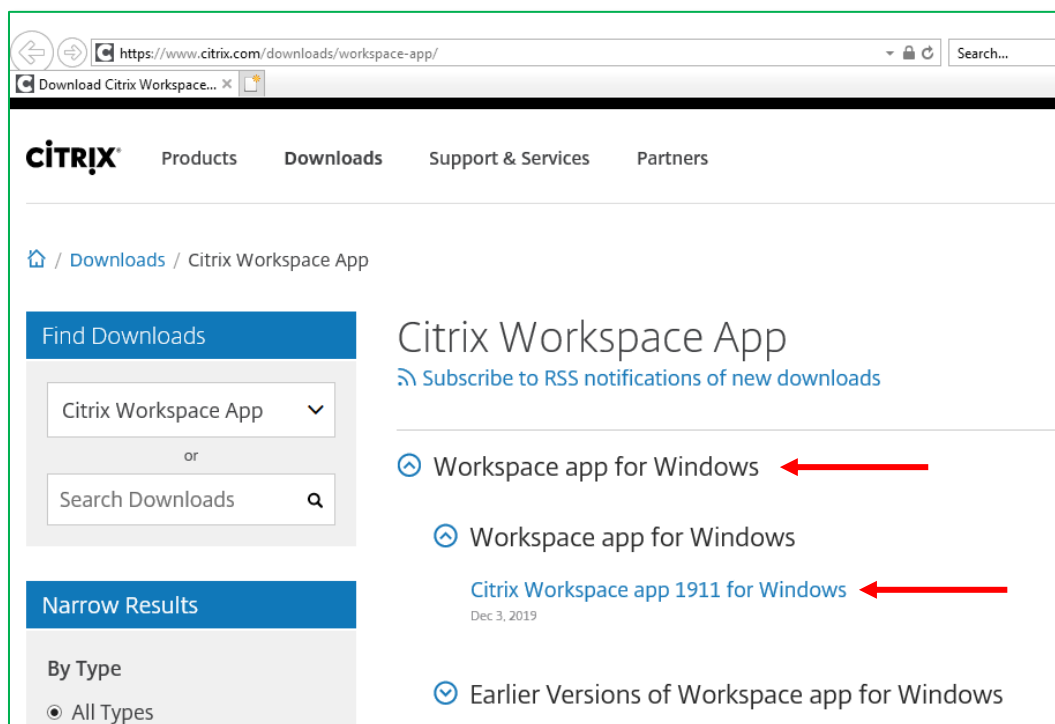 https://www.citrix.com/downloads/workspace-app/
Search...
Download Citrix Workspace...
CİTRIX
Products
Downloads
Support & Services
Partners
/ Downloads / Citrix Workspace App
Find Downloads
Citrix Workspace App
or
Search Downloads
Narrow Results
By Type
All Types
Citrix Workspace App
Subscribe to RSS notifications of new downloads
Workspace app for Windows
Workspace app for Windows
Citrix Workspace app 1911 for Windows
Dec 3, 2019
Earlier Versions of Workspace app for Windows